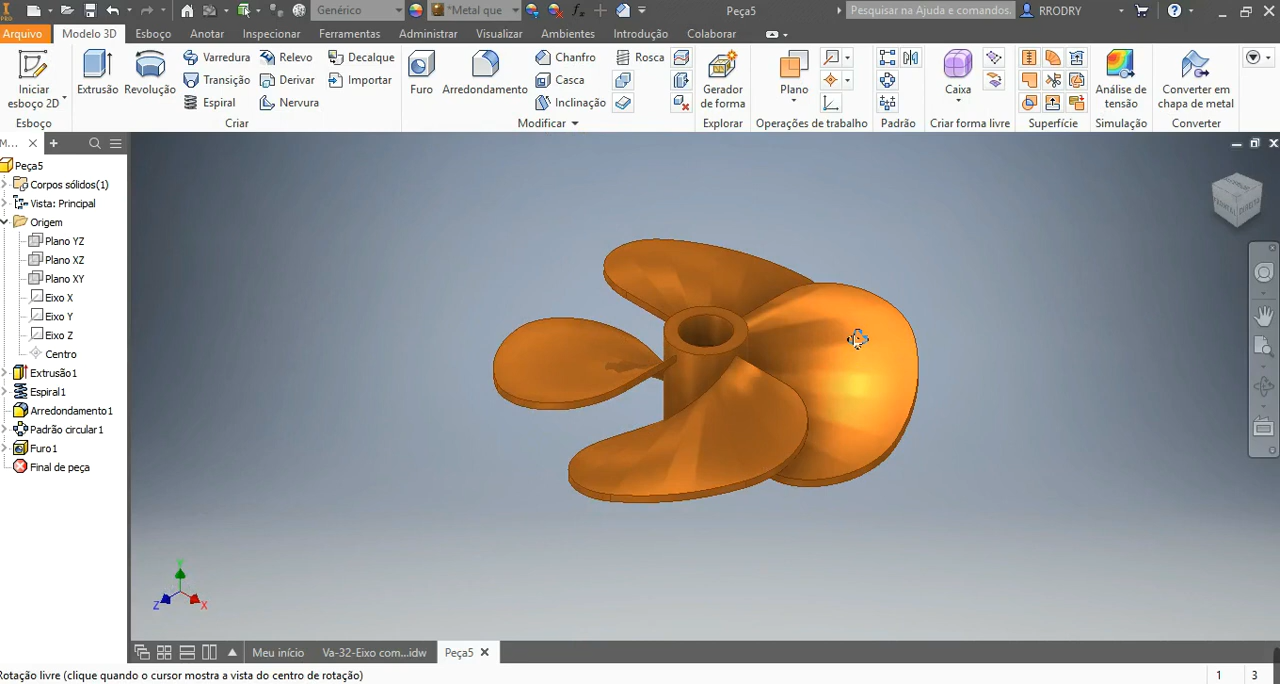 PRO
Genérico
*Metal que
fx
Peça5
Pesquisar na Ajuda e comandos.
RRODRY
Arquivo Modelo 3D Esboço Anotar Inspecionar Ferramentas Administrar Visualizar Ambientes Introdução Colaborar
Iniciar
esboço 2D
Esboço
Extrusão
Revolução
Varredura
Relevo
Decalque
Transição
Derivar
Importar
Espiral
Nervura
Criar
Furo
Arredondamento
Chanfro
Rosca
Casca
Inclinação
Modificar
Gerador
de forma
Explorar
Plano
Operações de trabalho
Padrão
Caixa
Criar forma livre
Superfície
Análise de
tensão
Simulação
Converter em
chapa de metal
Converter
M...
Peça5
Corpos sólidos(1)
Vista: Principal
Origem
Plano YZ
Plano XZ
Plano XY
Eixo X
Eixo Y
Eixo Z
Centro
Extrusão1
Espiral1
Arredondamento1
Padrão circular1
Furo1
Final de peça
Y
Z
X
Meu início
Va-32-Eixo com...idw
Peça5
Rotação livre (clique quando o cursor mostra a vista do centro de rotação)
1
3